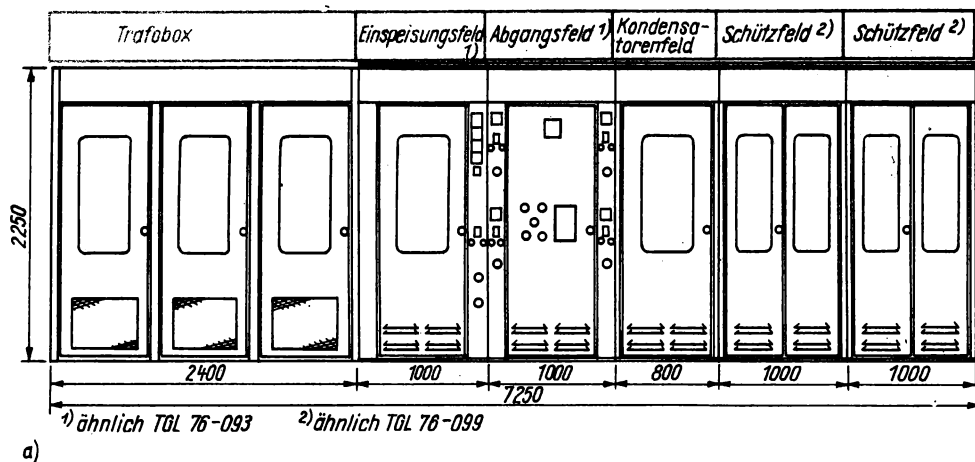 Trafobox
Einspeisungsfeld 1)
Abgangsfeld 1)
Kondensa-
torenfeld
Schützfeld 2)
Schützfeld 2)
2250
2400
1000
1000
800
1000
1000
7250
1) ähnlich TGL 76-093
2) ähnlich TGL 76-099
a)